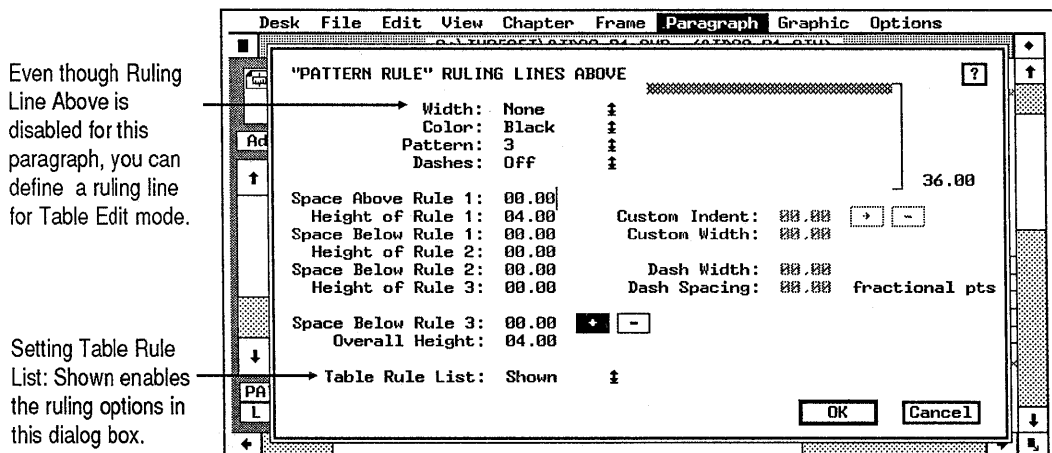 Desk File Edit View Chapter Frame Paragraph Graphic Options
Even though Ruling
Line Above is
disabled for this
paragraph, you can
define a ruling line
for Table Edit mode.
"PATTERN RULE" RULING LINES ABOVE ?
Width: None
Color: Black
Pattern: 3
Dashes: Off
36.00
Space Above Rule 1: 00.00
Height of Rule 1: 04.00 Custom Indent: 00.00 + -
Space Below Rule 1: 00.00 Custom Width: 00.00
Height of Rule 2: 00.00
Space Below Rule 2: 00.00 Dash Width: 00.00
Height of Rule 3: 00.00 Dash Spacing: 00.00 fractional pts
Space Below Rule 3: 00.00 + -
Overall Height: 04.00
Table Rule List: Shown
OK Cancel
Setting Table Rule
List: Shown enables
the ruling options in
this dialog box.
Ad
PA
L